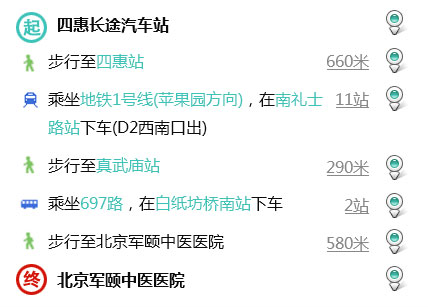 起 四惠长途汽车站
步行至四惠站 660米
乘坐地铁1号线(苹果园方向)，在南礼士 11站
路站下车(D2西南口出)
步行至真武庙站 290米
乘坐697路，在白纸坊桥南站下车 2站
步行至北京军颐中医医院 580米
终 北京军颐中医医院